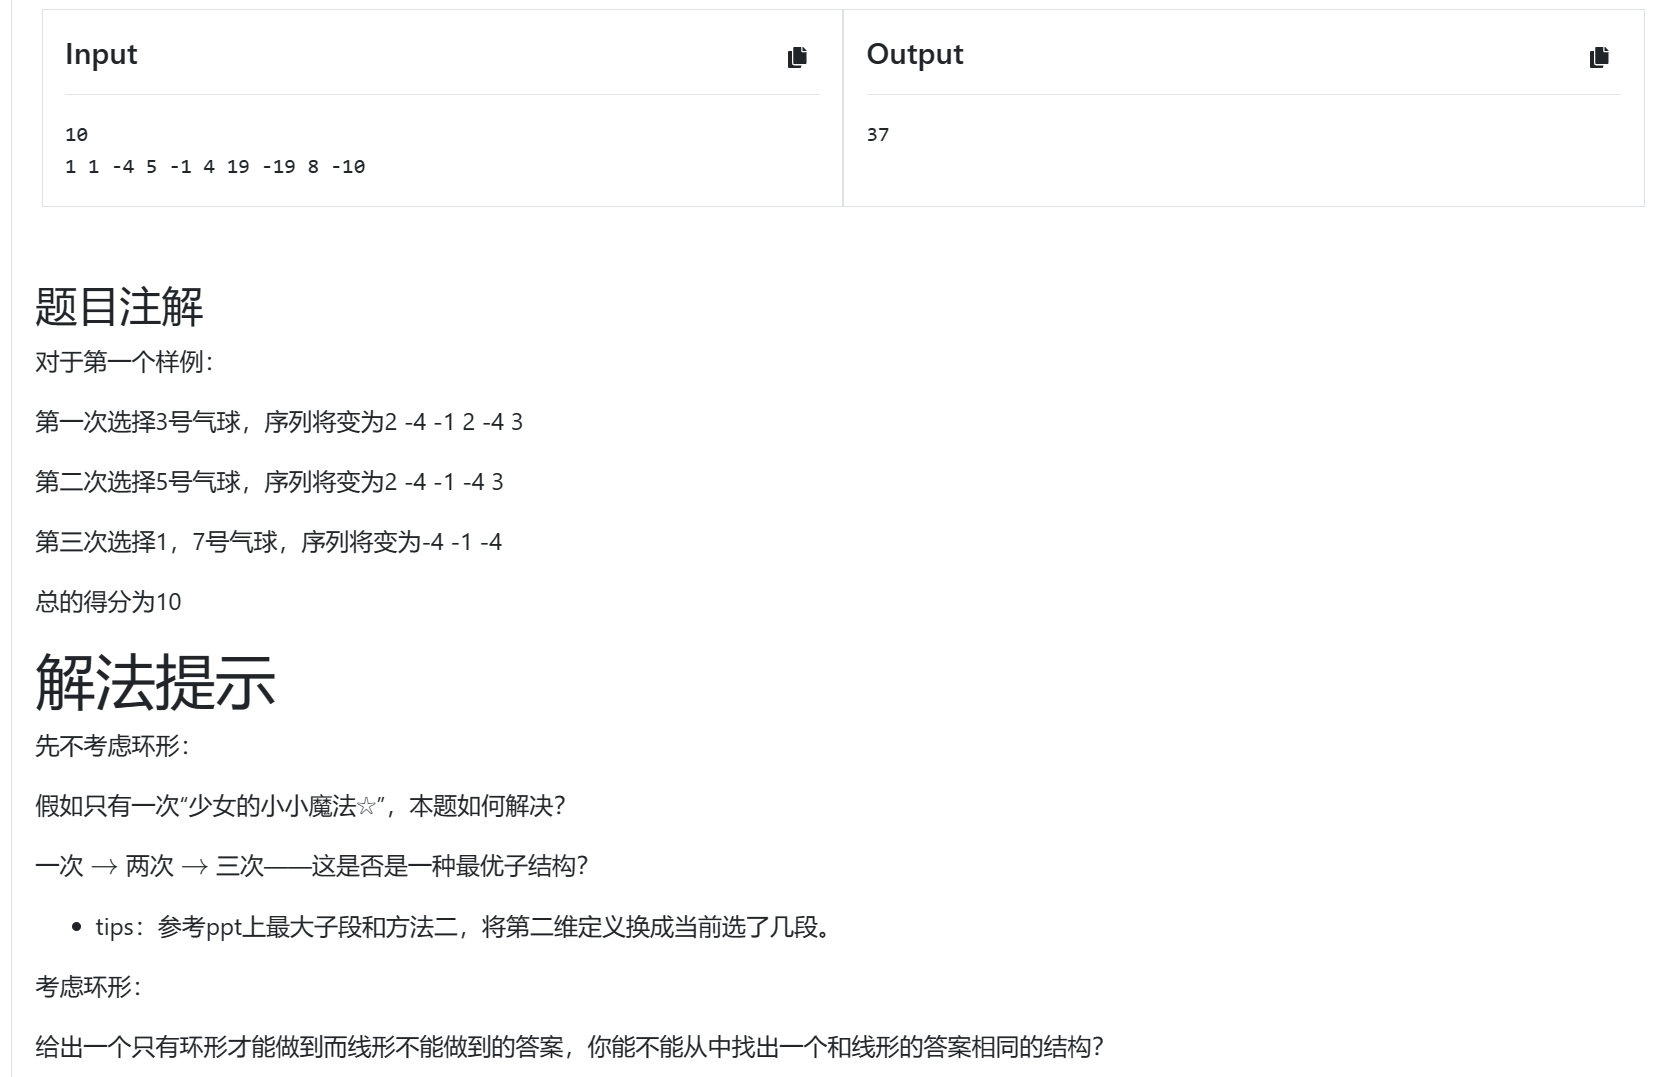 Input
Output
10
37
1 1 -4 5 -1 4 19 -19 8 -10
题目注解
对于第一个样例：
第一次选择3号气球，序列将变为2 -4 -1 2 -4 3
第二次选择5号气球，序列将变为2 -4 -1 -4 3
第三次选择1，7号气球，序列将变为-4 -1 -4
总的得分为10
解法提示
先不考虑环形：
假如只有一次“少女的小小魔法☆”，本题如何解决？
一次 → 两次 → 三次——这是否是一种最优子结构？
• tips：参考ppt上最大子段和方法二，将第二维定义换成当前选了几段。
考虑环形：
给出一个只有环形才能做到而线形不能做到的答案，你能不能从中找出一个和线形的答案相同的结构？